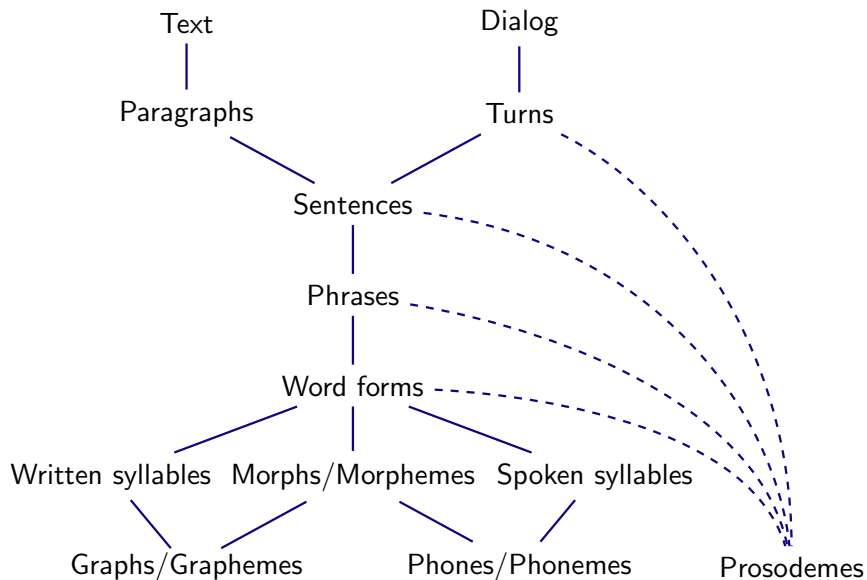 Text Dialog
Paragraphs Turns
Sentences
Phrases
Word forms
Written syllables Morphs/Morphemes Spoken syllables
Graphs/Graphemes Phones/Phonemes Prosodemes